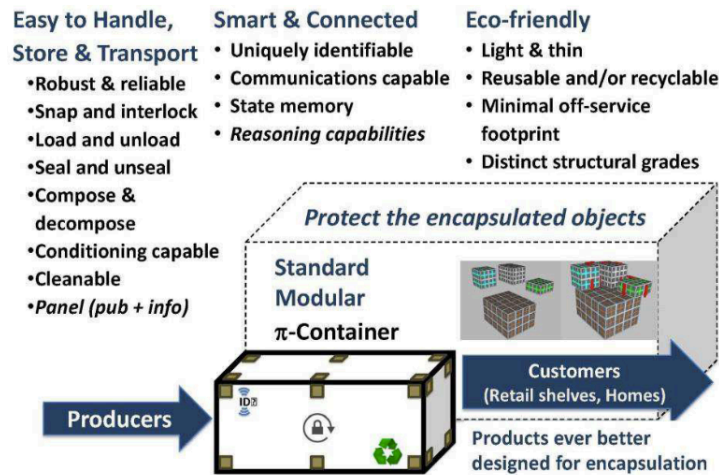 Easy to Handle,
Store & Transport
•Robust & reliable
•Snap and interlock
•Load and unload
•Seal and unseal
•Compose &
decompose
•Conditioning capable
•Cleanable
•Panel (pub + info)
Smart & Connected
• Uniquely identifiable
• Communications capable
• State memory
• Reasoning capabilities
Eco-friendly
• Light & thin
• Reusable and/or recyclable
• Minimal off-service
footprint
• Distinct structural grades
Protect the encapsulated objects
Standard
Modular
π-Container
Producers
ID
Customers
(Retail shelves, Homes)
Products ever better
designed for encapsulation